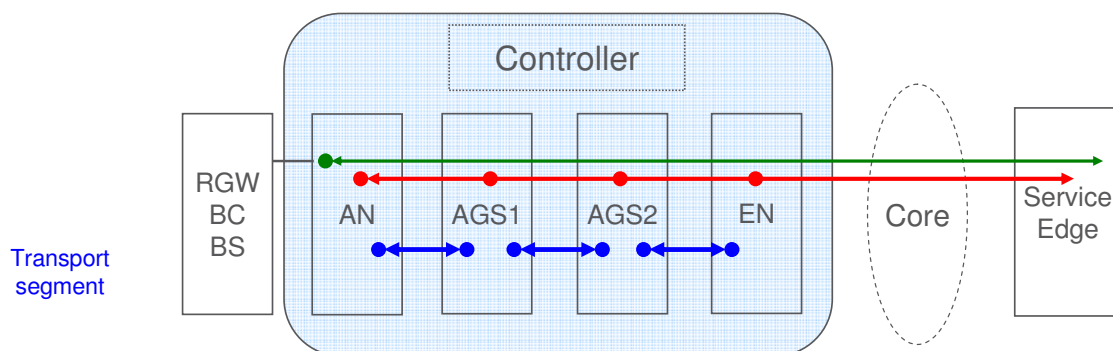 Controller
RGW
BC
BS
AN
AGS1
AGS2
EN
Core
Service
Edge
Transport
segment